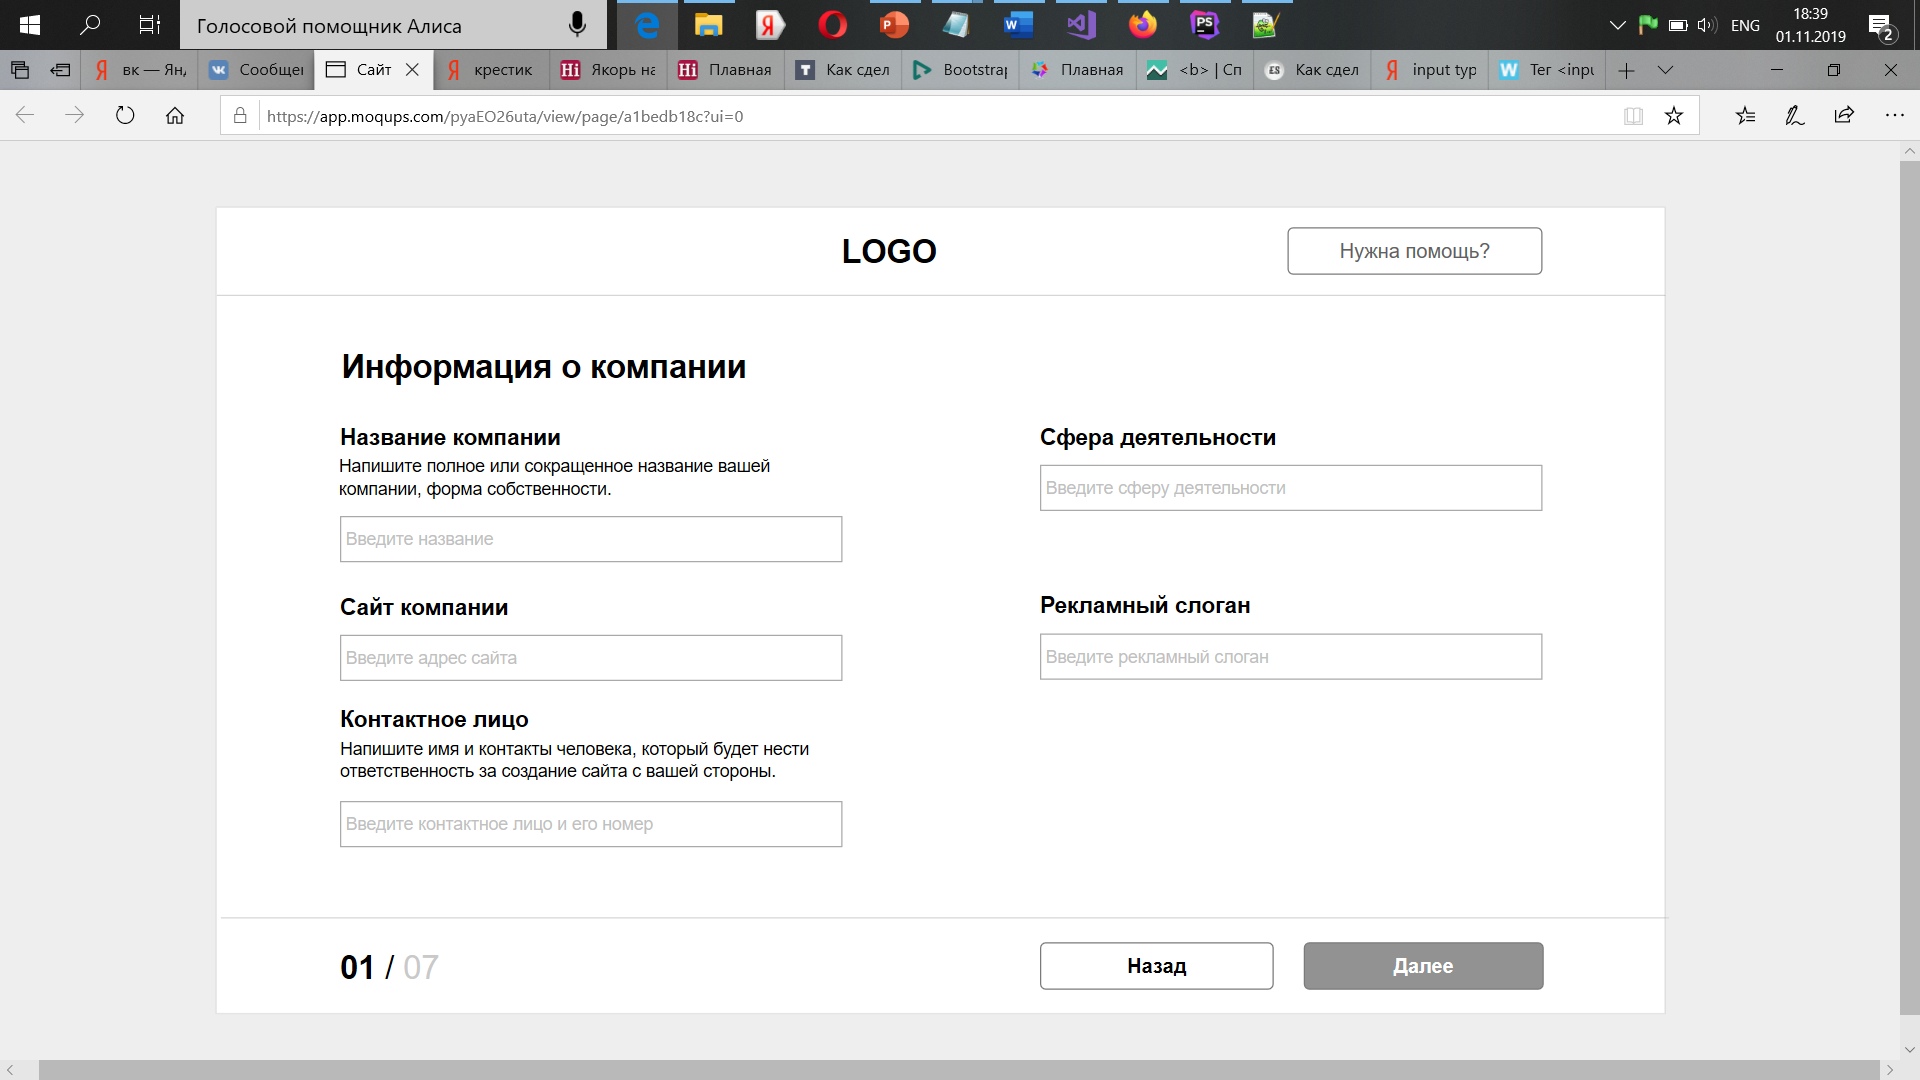 Голосовой помощник Алиса
ENG
18:39
01.11.2019
2
вк — Ян
Сообще
Сайт
крестик
Якорь на
Плавная
Как сдел
Bootstrap
Плавная
<b> | Сп
Как сдел
input typ
Тег <inpu
https://app.moqups.com/pyaEO26uta/view/page/a1bedb18c?ui=0
LOGO
Нужна помощь?
Информация о компании
Название компании
Напишите полное или сокращенное название вашей
компании, форма собственности.
Введите название
Сфера деятельности
Введите сферу деятельности
Сайт компании
Введите адрес сайта
Рекламный слоган
Введите рекламный слоган
Контактное лицо
Напишите имя и контакты человека, который будет нести
ответственность за создание сайта с вашей стороны.
Введите контактное лицо и его номер
01 / 07
Назад
Далее